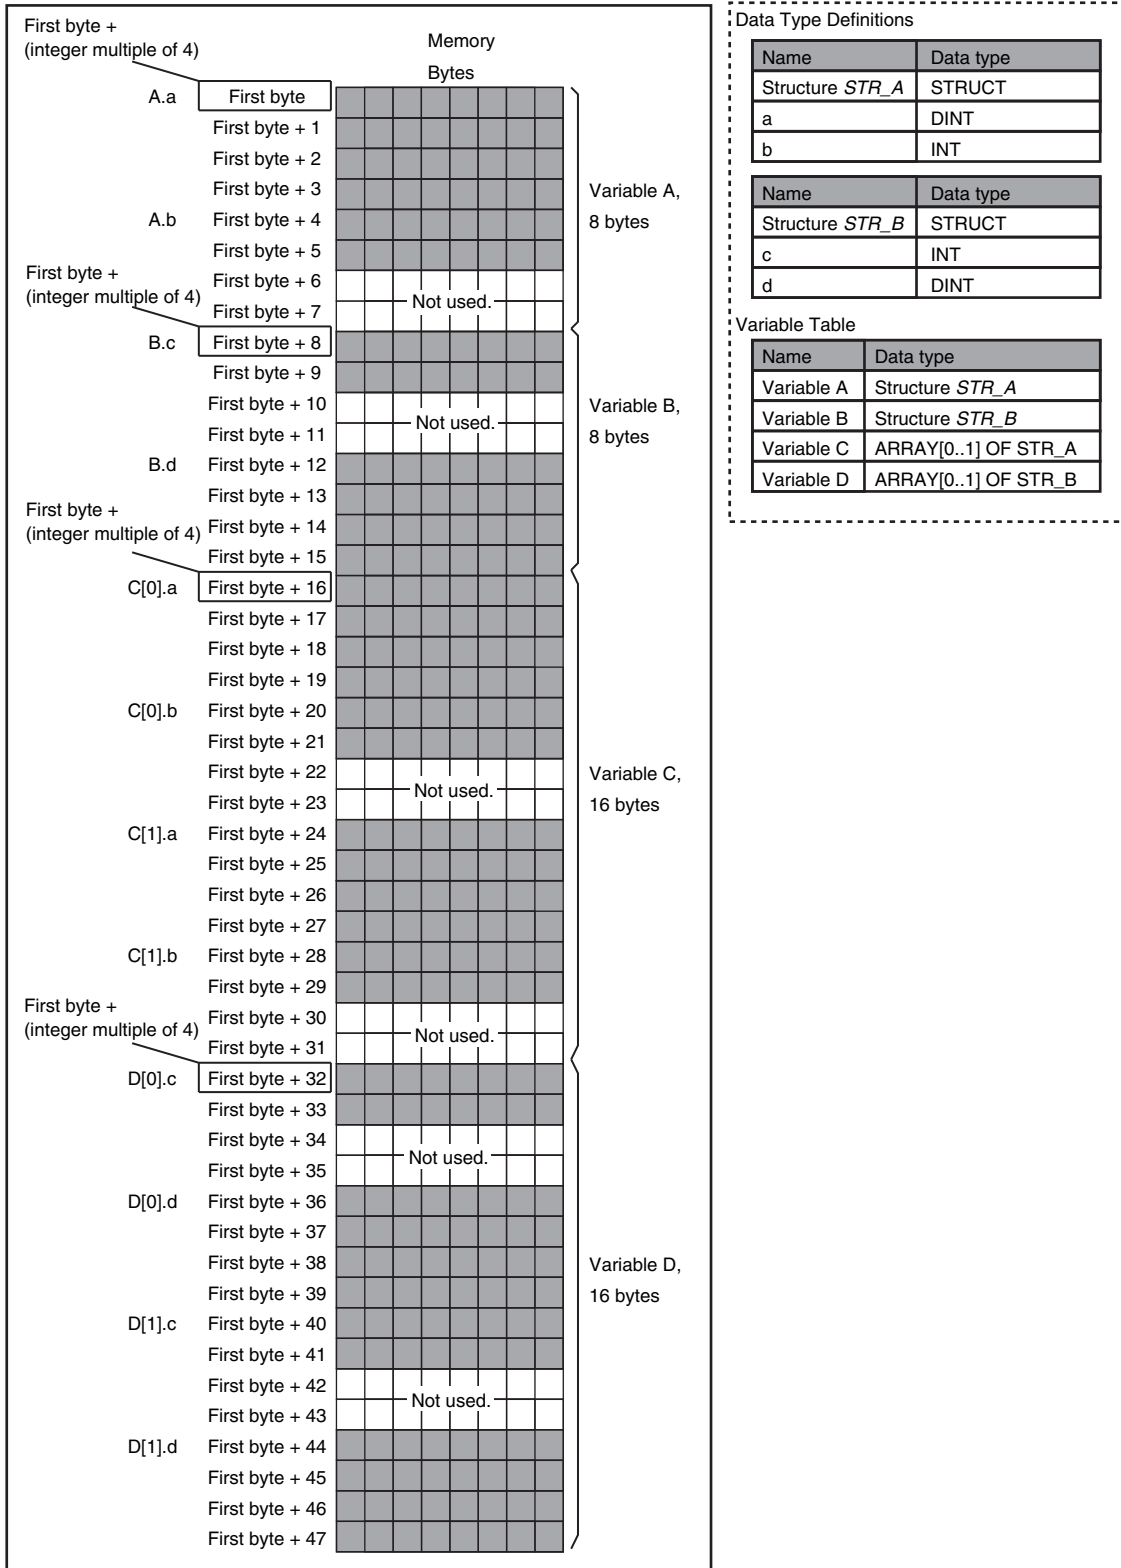 First byte +
(integer multiple of 4)
Memory
Bytes
A.a First byte
First byte + 1
First byte + 2
First byte + 3
A.b First byte + 4
First byte + 5
First byte +
(integer multiple of 4)
First byte + 6
First byte + 7
Not used.
Variable A,
8 bytes
B.c First byte + 8
First byte + 9
First byte + 10
First byte + 11
Not used.
B.d First byte + 12
First byte + 13
First byte +
(integer multiple of 4)
First byte + 14
First byte + 15
Variable B,
8 bytes
C[0].a First byte + 16
First byte + 17
First byte + 18
First byte + 19
C[0].b First byte + 20
First byte + 21
First byte + 22
First byte + 23
Not used.
C[1].a First byte + 24
First byte + 25
First byte + 26
First byte + 27
C[1].b First byte + 28
First byte + 29
First byte +
(integer multiple of 4)
First byte + 30
First byte + 31
Not used.
Variable C,
16 bytes
D[0].c First byte + 32
First byte + 33
First byte + 34
First byte + 35
Not used.
D[0].d First byte + 36
First byte + 37
First byte + 38
First byte + 39
D[1].c First byte + 40
First byte + 41
First byte + 42
First byte + 43
Not used.
D[1].d First byte + 44
First byte + 45
First byte + 46
First byte + 47
Variable D,
16 bytes
Data Type Definitions
Name Data type
Structure STR_A STRUCT
a DINT
b INT
Name Data type
Structure STR_B STRUCT
c INT
d DINT
Variable Table
Name Data type
Variable A Structure STR_A
Variable B Structure STR_B
Variable C ARRAY[0..1] OF STR_A
Variable D ARRAY[0..1] OF STR_B